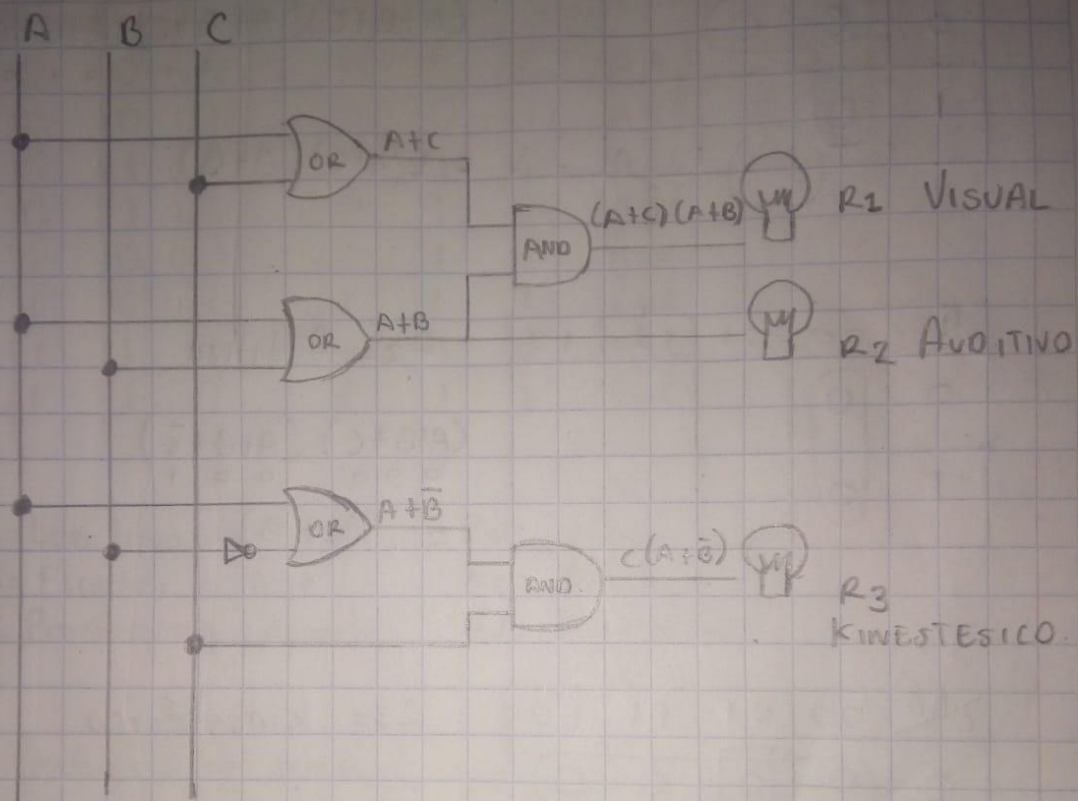 A B C
OR A+C
AND (A+C)(A+B) R1 VISUAL
OR A+B R2 AUDITIVO
OR A+B̅
AND C(A+B̅) R3
KINESTESICO.